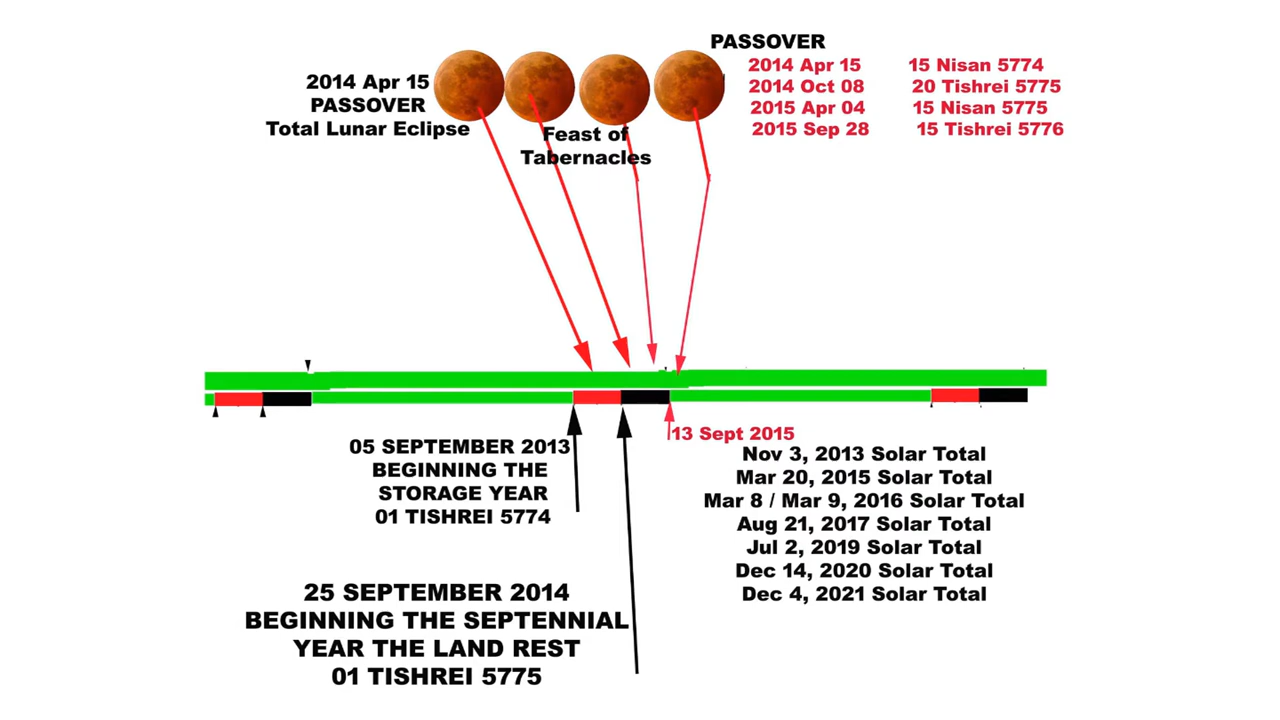 PASSOVER
2014 Apr 15 15 Nisan 5774
2014 Oct 08 20 Tishrei 5775
2015 Apr 04 15 Nisan 5775
2015 Sep 28 15 Tishrei 5776
2014 Apr 15
PASSOVER
Total Lunar Eclipse
Feast of
Tabernacles
05 SEPTEMBER 2013
BEGINNING THE
STORAGE YEAR
01 TISHREI 5774
13 Sept 2015
Nov 3, 2013 Solar Total
Mar 20, 2015 Solar Total
Mar 8 / Mar 9, 2016 Solar Total
Aug 21, 2017 Solar Total
Jul 2, 2019 Solar Total
Dec 14, 2020 Solar Total
Dec 4, 2021 Solar Total
25 SEPTEMBER 2014
BEGINNING THE SEPTENNIAL
YEAR THE LAND REST
01 TISHREI 5775